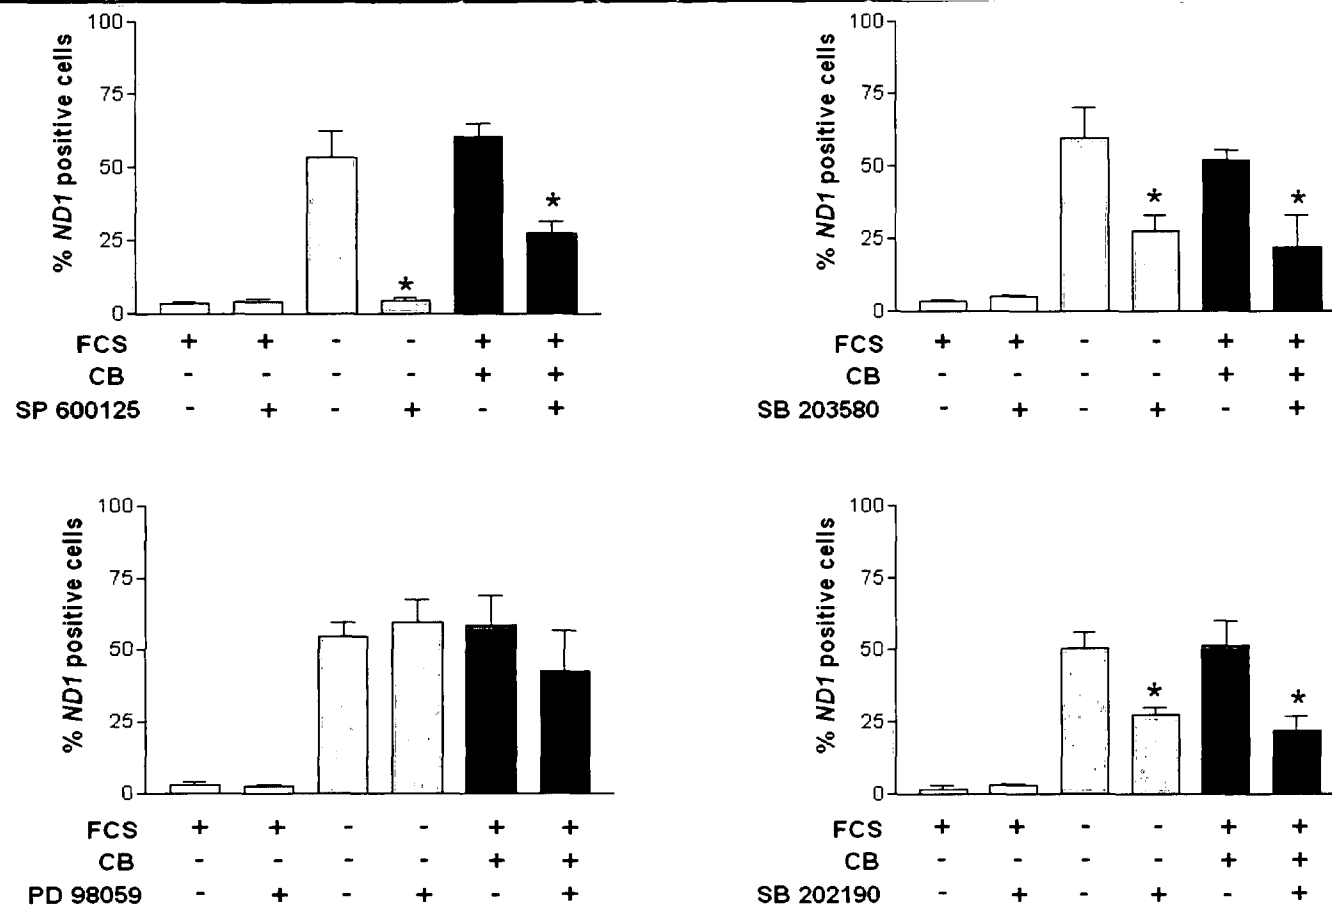 % ND1 positive cells
100
75
50
25
0
*
*
FCS + + - - + +
CB - - - - + +
SP 600125 - + - + - +
% ND1 positive cells
100
75
50
25
0
*
*
FCS + + - - + +
CB - - - - + +
SB 203580 - + - + - +
% ND1 positive cells
100
75
50
25
0
FCS + + - - + +
CB - - - - + +
PD 98059 - + - + - +
% ND1 positive cells
100
75
50
25
0
*
*
FCS + + - - + +
CB - - - - + +
SB 202190 - + - + - +